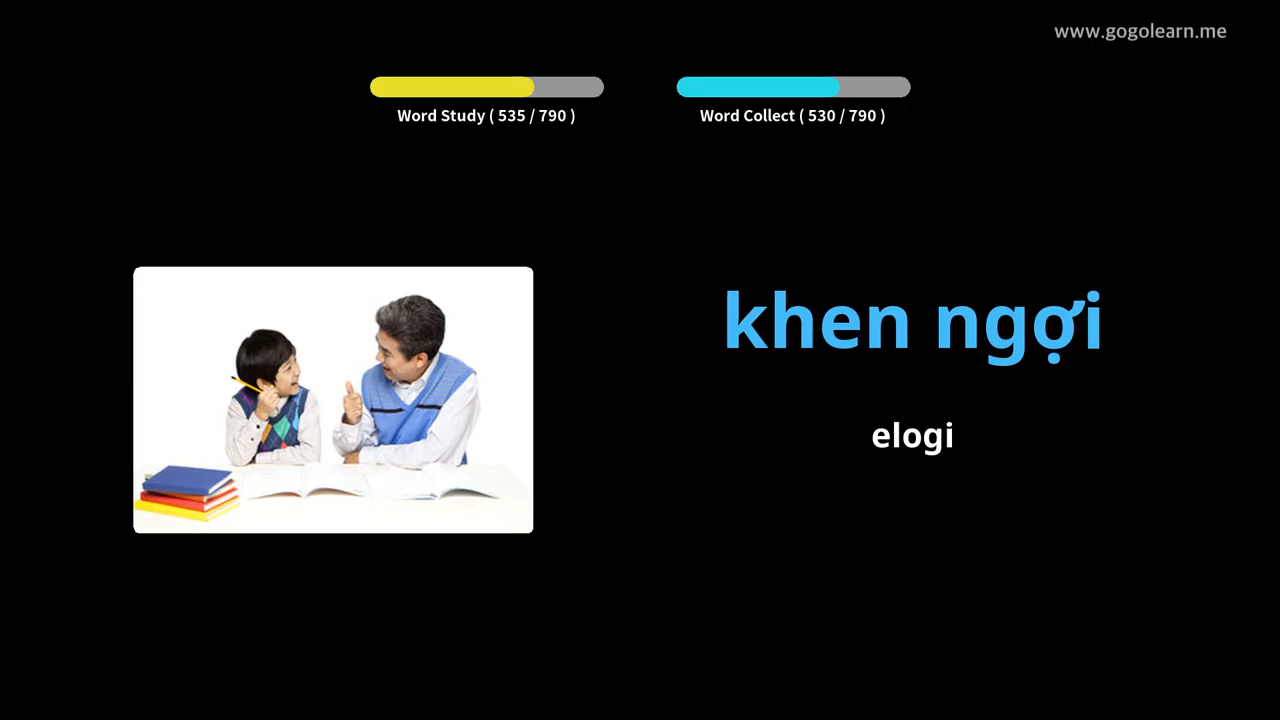 www.gogolearn.me
Word Study ( 535 / 790 )
Word Collect ( 530 / 790 )
khen ngợi
elogi